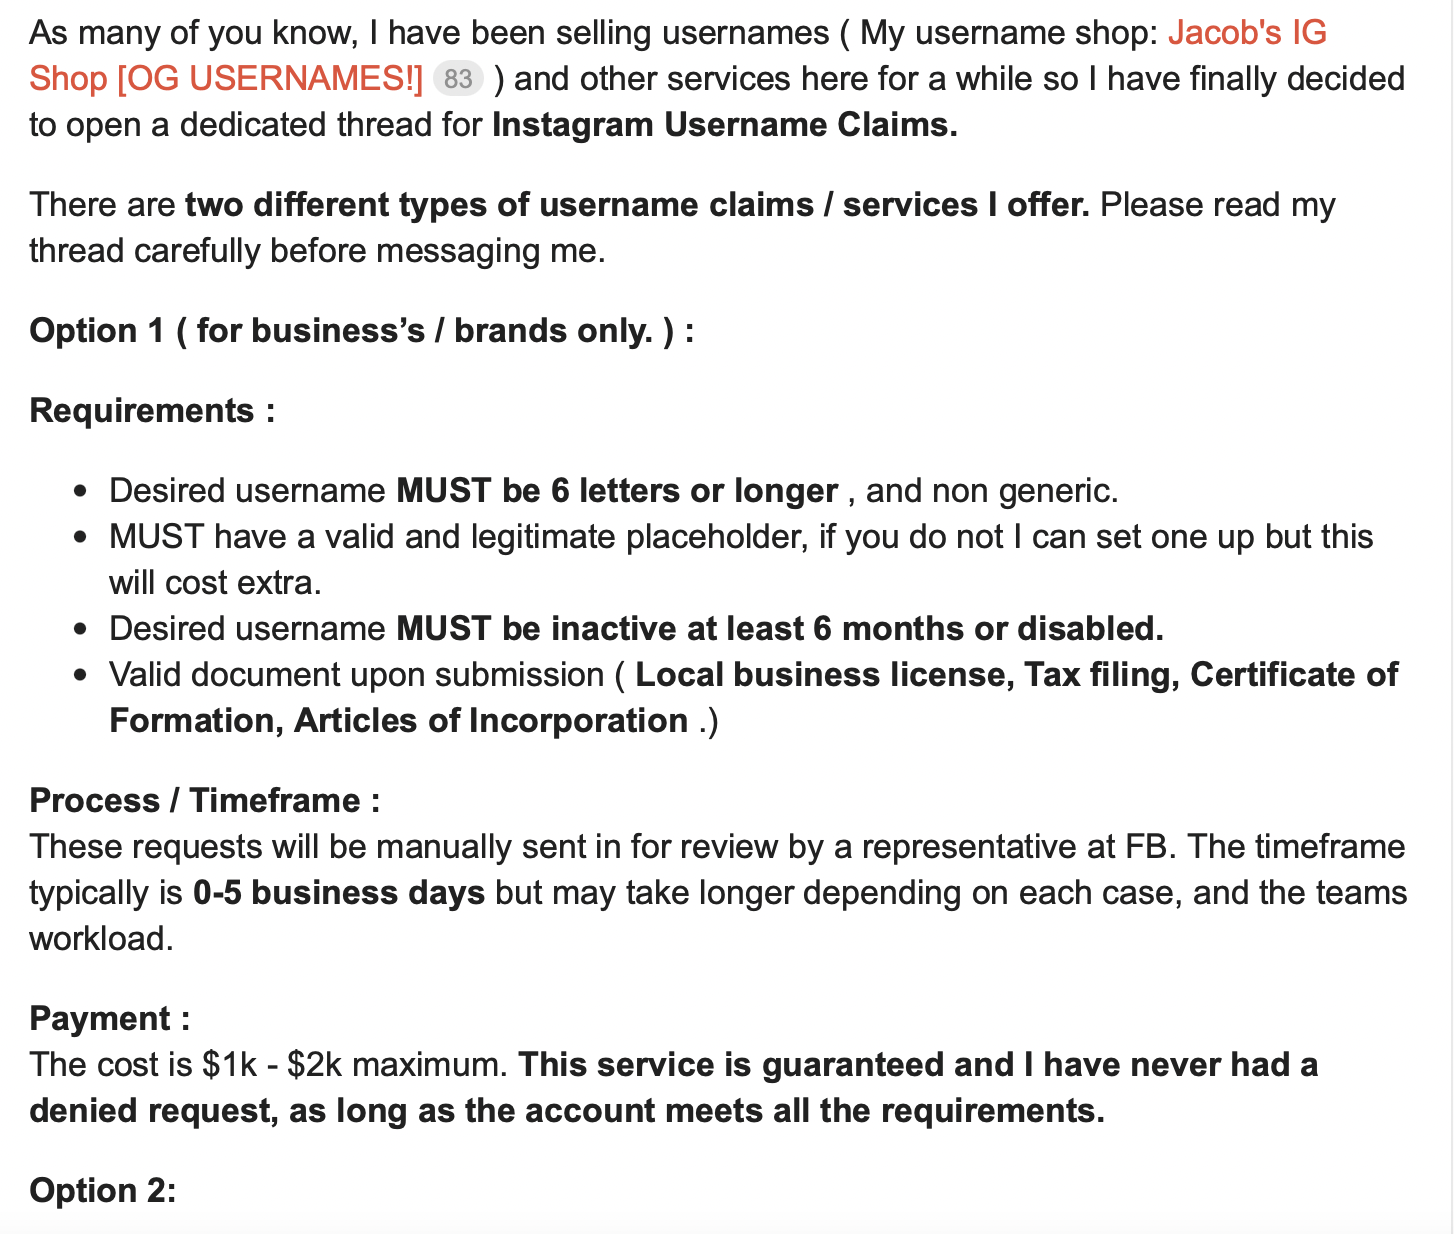 As many of you know, I have been selling usernames ( My username shop: Jacob's IG
Shop [OG USERNAMES!] 83 ) and other services here for a while so I have finally decided
to open a dedicated thread for Instagram Username Claims.
There are two different types of username claims / services I offer. Please read my
thread carefully before messaging me.
Option 1 ( for business’s / brands only. ) :
Requirements :
• Desired username MUST be 6 letters or longer , and non generic.
• MUST have a valid and legitimate placeholder, if you do not I can set one up but this
will cost extra.
• Desired username MUST be inactive at least 6 months or disabled.
• Valid document upon submission ( Local business license, Tax filing, Certificate of
Formation, Articles of Incorporation .)
Process / Timeframe :
These requests will be manually sent in for review by a representative at FB. The timeframe
typically is 0-5 business days but may take longer depending on each case, and the teams
workload.
Payment :
The cost is $1k - $2k maximum. This service is guaranteed and I have never had a
denied request, as long as the account meets all the requirements.
Option 2: